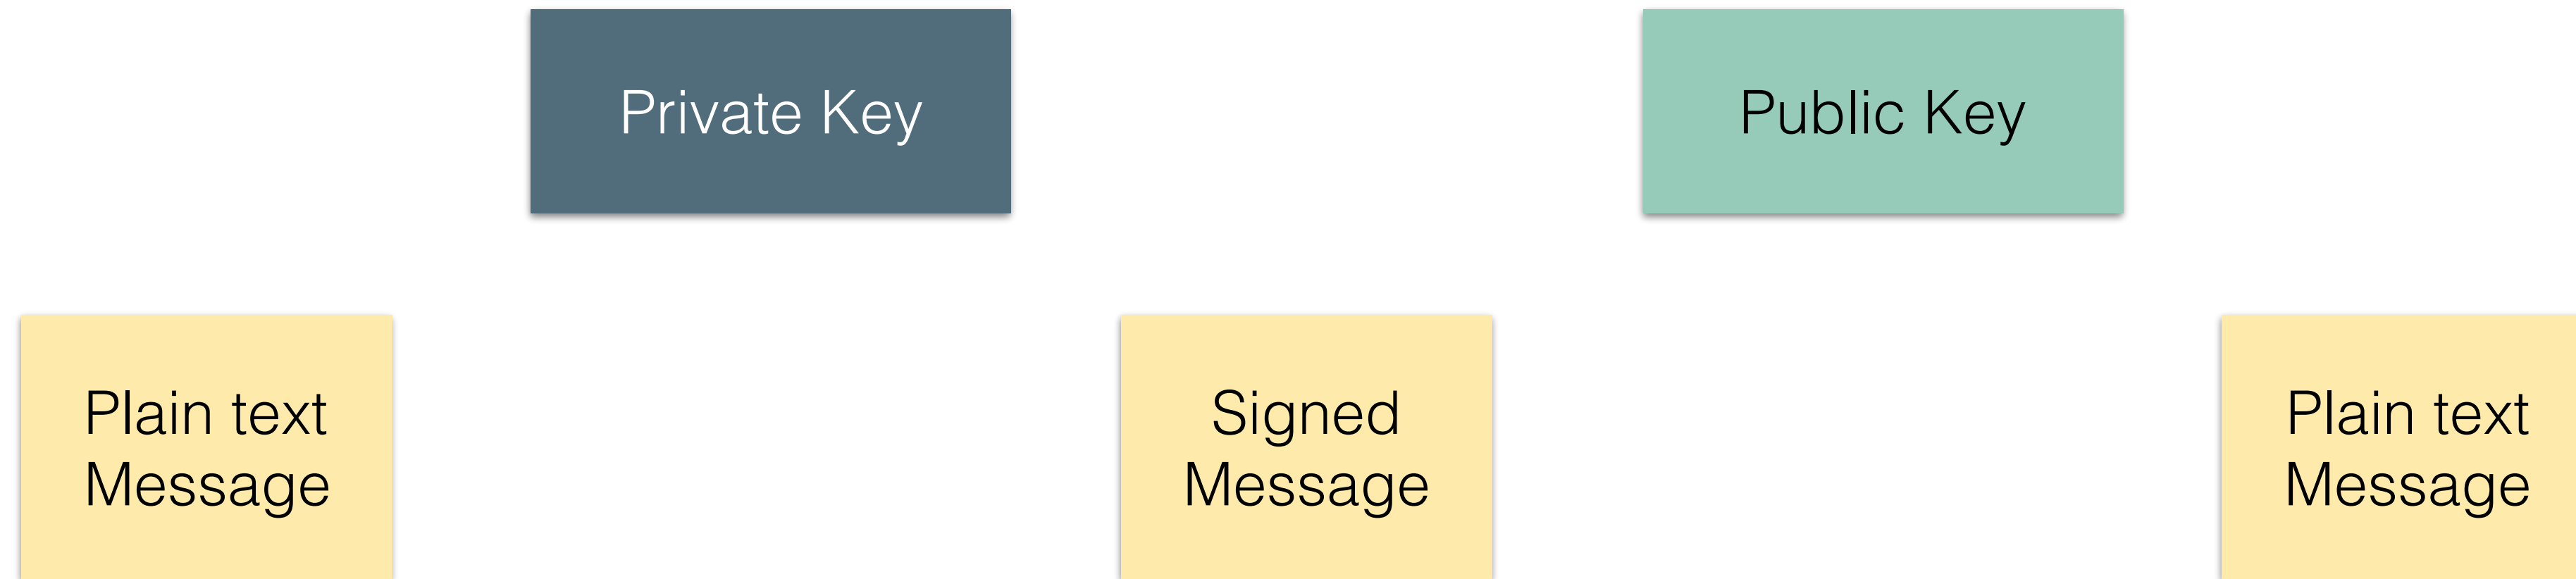 Private Key
Public Key
Plain text
Message
Signed
Message
Plain text
Message